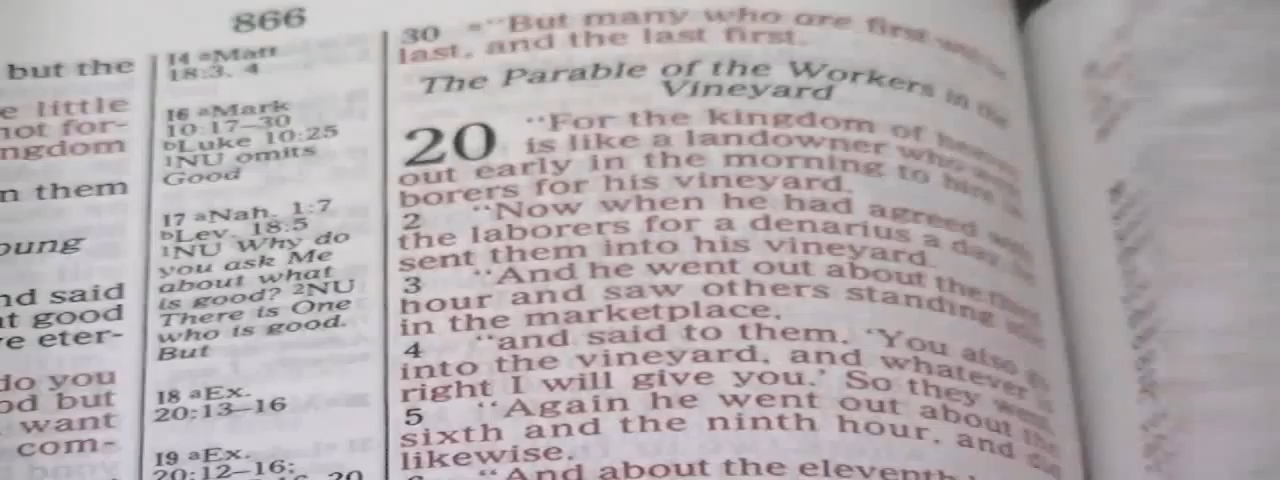 866
but the
e little
not for-
ngdom
n them
oung
nd said
at good
e eter-
do you
od but
want
com-
14 aMatt
18:3, 4
16 aMark
10:17–30
bLuke 10:25
1NU omits
Good
17 aNah. 1:7
bLev. 18:5
1NU Why do
you ask Me
about what
is good? 2NU
There is One
who is good.
But
18 aEx.
20:13–16
19 aEx.
20:12–16;
30 a"But many who are first
last, and the last first.
The Parable of the Workers in the
Vineyard
20 "For the kingdom of
is like a landowner who
out early in the morning to hire
borers for his vineyard.
2 "Now when he had agreed
the laborers for a denarius a day,
sent them into his vineyard.
3 "And he went out about the
hour and saw others standing
in the marketplace,
4 "and said to them, 'You also
into the vineyard, and whatever
right I will give you.' So they
5 "Again he went out about the
sixth and the ninth hour, and
likewise.
"And about the eleventh